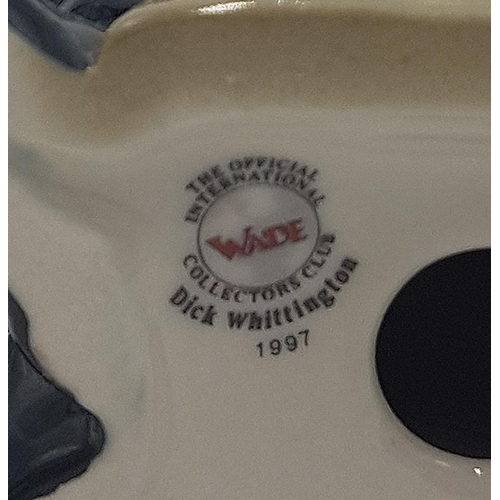 THE OFFICIAL
INTERNATIONAL
WADE
COLLECTORS CLUB
Dick Whittington
1997